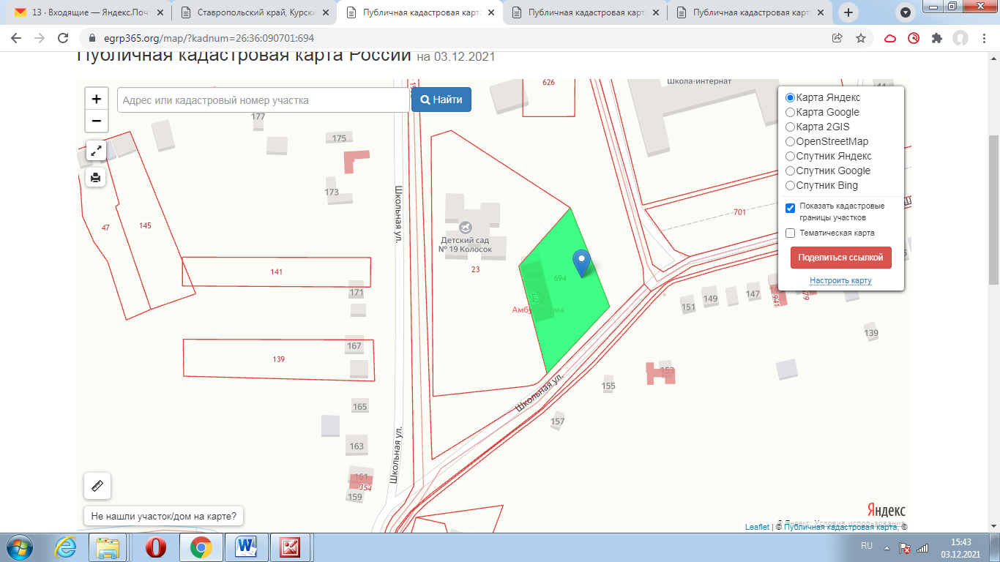 13 · Входящие — Яндекс.Почт
Ставропольский край, Курски
Публичная кадастровая карта
Публичная кадастровая карта
Публичная кадастровая карта
egrp365.org/map/?kadnum=26:36:090701:694
Публичная кадастровая карта России на 03.12.2021
+
−
Адрес или кадастровый номер участка
Найти
Карта Яндекс
Карта Google
Карта 2GIS
OpenStreetMap
Спутник Яндекс
Спутник Google
Спутник Bing
Показать кадастровые
границы участков
Тематическая карта
Поделиться ссылкой
Настроить карту
626
Школа-интернат
44
177
175
173
47
145
141
171
139
167
165
163
161
354
159
Школьная ул.
Школьная ул.
Школьная ул.
Детский сад
№ 19 Колосок
23
694
Амбулатория
701
151
149
147
139
153
155
157
Не нашли участок/дом на карте?
Яндекс
© Яндекс Условия использования
Leaflet | © Публичная кадастровая карта, ©
RU
15:43
03.12.2021